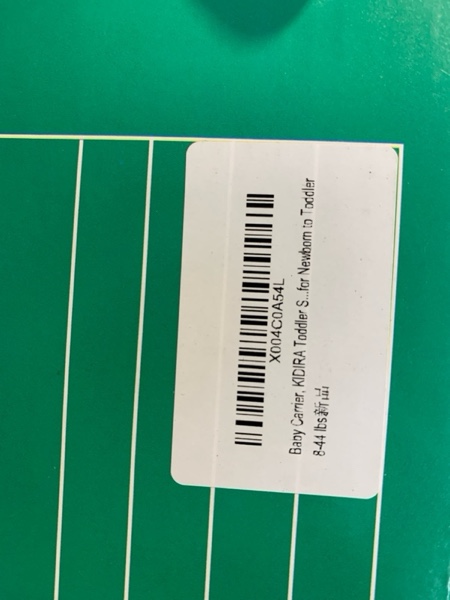 X004C0A54L
Baby Carrier, KIDIRA Toddler S...for Newborn to Toddler
8-44 lbs新品